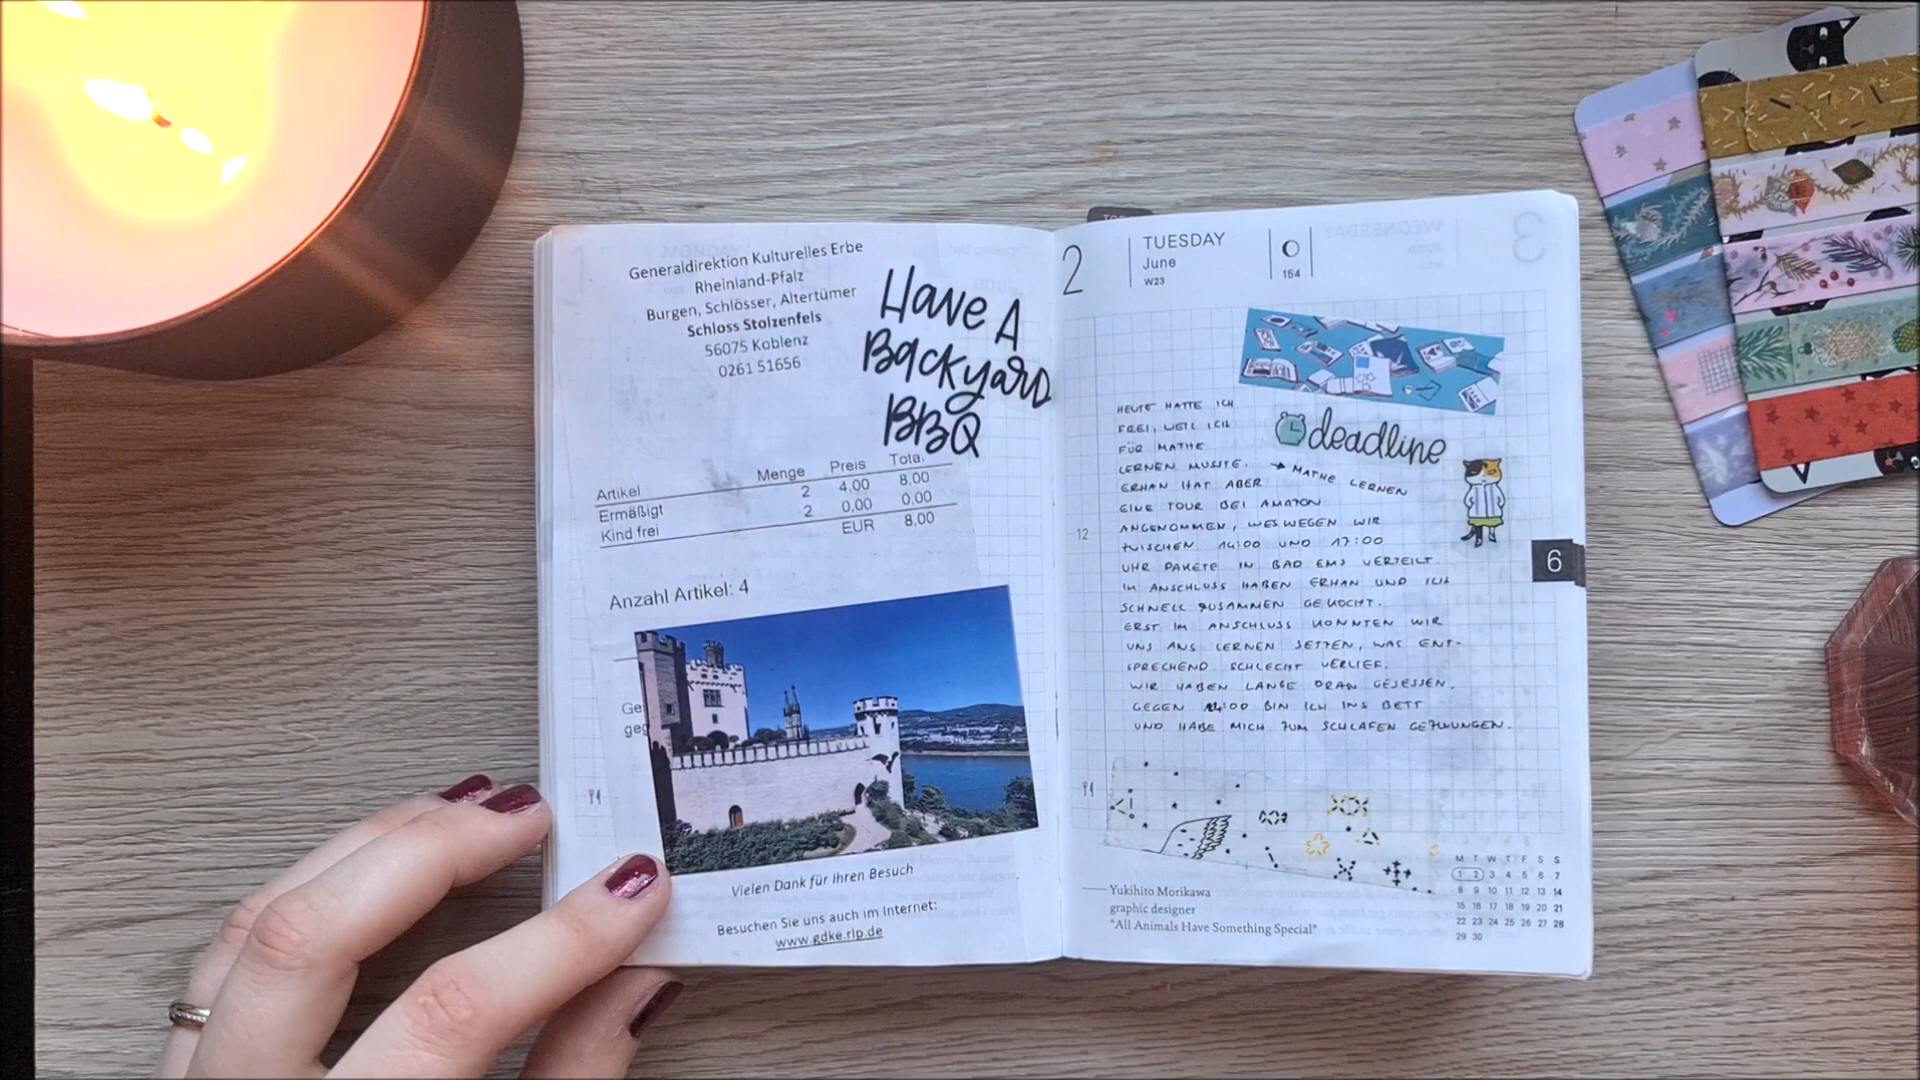 Generaldirektion Kulturelles Erbe
Rheinland-Pfalz
Burgen, Schlösser, Altertümer
Schloss Stolzenfels
56075 Koblenz
0261 51656
Have A
Backyard
BBQ
Artikel Menge Preis Total
Ermäßigt 2 4,00 8,00
Kind frei 2 0,00 0,00
EUR 8,00
Anzahl Artikel: 4
Ge
geg
Vielen Dank für Ihren Besuch
Besuchen Sie uns auch im Internet:
www.gdke.rlp.de
2 TUESDAY
June
W23
154
WEDNESDAY 3
deadline
→ MATHE LERNEN
HEUTE HATTE ICH
FREI, WEIL ICH
FÜR MATHE
LERNEN MUSSTE.
ERHAN HAT ABER
EINE TOUR BEI AMAZON
ANGENOMMEN, WESWEGEN WIR
ZWISCHEN 14:00 UND 17:00
UHR PAKETE IN BAD EMS VERTEILT.
IM ANSCHLUSS HABEN ERHAN UND ICH
SCHNELL ZUSAMMEN GEKOCHT.
ERST IM ANSCHLUSS KONNTEN WIR
UNS ANS LERNEN SETZEN, WAS ENT-
SPRECHEND SCHLECHT VERLIEF.
WIR HABEN LANGE DRAN GESESSEN.
GEGEN :00 BIN ICH INS BETT
UND HABE MICH ZUM SCHLAFEN GEZWUNGEN.
12
6
Yukihito Morikawa
graphic designer
"All Animals Have Something Special"
M T W T F S S
1 2 3 4 5 6 7
8 9 10 11 12 13 14
15 16 17 18 19 20 21
22 23 24 25 26 27 28
29 30